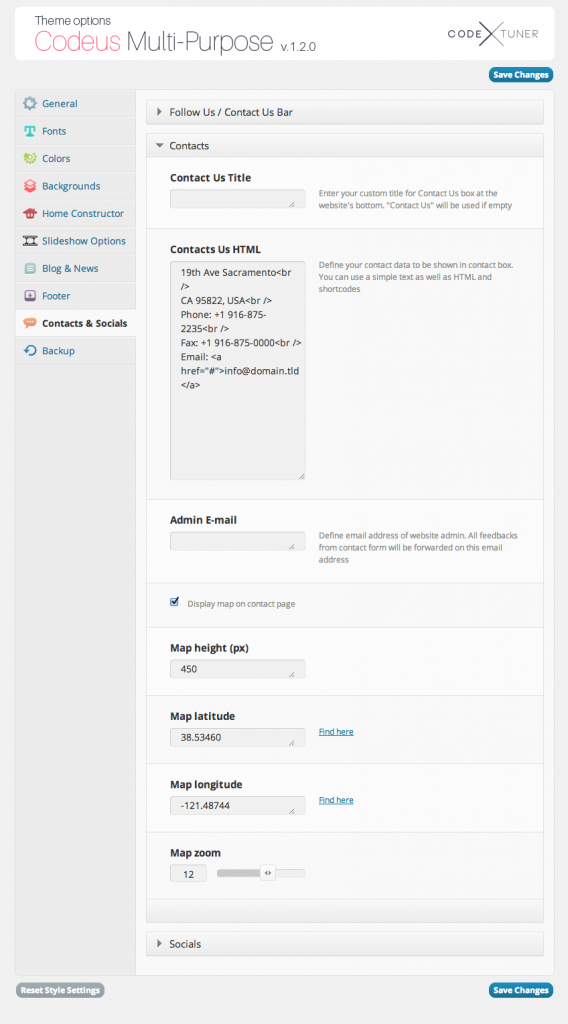 Theme options
Codeus Multi-Purpose v.1.2.0
CODE X TUNER
Save Changes
General
Fonts
Colors
Backgrounds
Home Constructor
Slideshow Options
Blog & News
Footer
Contacts & Socials
Backup
Follow Us / Contact Us Bar
Contacts
Contact Us Title
Enter your custom title for Contact Us box at the
website's bottom. "Contact Us" will be used if empty
Contacts Us HTML
19th Ave Sacramento<br
/>
CA 95822, USA<br />
Phone: +1 916-875-
2235<br />
Fax: +1 916-875-0000<br />
Email: <a
href="#">info@domain.tld
</a>
Define your contact data to be shown in contact box.
You can use a simple text as well as HTML and
shortcodes
Admin E-mail
Define email address of website admin. All feedbacks
from contact form will be forwarded on this email
address
Display map on contact page
Map height (px)
450
Map latitude
38.53460
Find here
Map longitude
-121.48744
Find here
Map zoom
12
Socials
Reset Style Settings
Save Changes